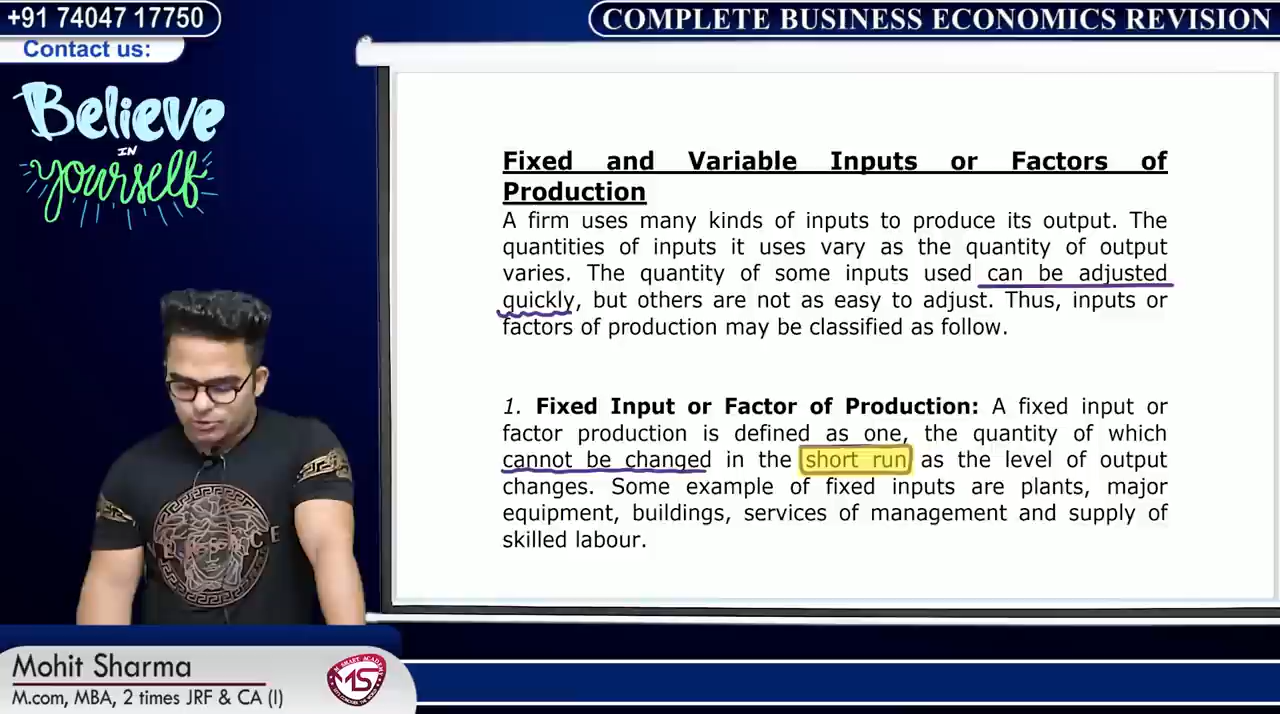 +91 74047 17750
Contact us:
COMPLETE BUSINESS ECONOMICS REVISION
Believe
IN
yourself
Fixed and Variable Inputs or Factors of
Production
A firm uses many kinds of inputs to produce its output. The
quantities of inputs it uses vary as the quantity of output
varies. The quantity of some inputs used can be adjusted
quickly, but others are not as easy to adjust. Thus, inputs or
factors of production may be classified as follow.
1. Fixed Input or Factor of Production: A fixed input or
factor production is defined as one, the quantity of which
cannot be changed in the short run as the level of output
changes. Some example of fixed inputs are plants, major
equipment, buildings, services of management and supply of
skilled labour.
Mohit Sharma
M.com, MBA, 2 times JRF & CA (I)
MS